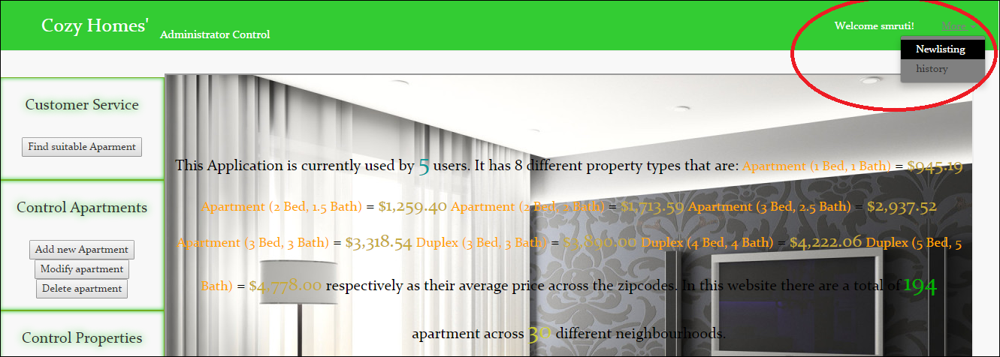 Cozy Homes'
Administrator Control
Welcome smruti!
More
Newlisting
history
Customer Service
Find suitable Aparment
Control Apartments
Add new Apartment
Modify apartment
Delete apartment
Control Properties
This Application is currently used by 5 users. It has 8 different property types that are: Apartment (1 Bed, 1 Bath) = $945.19
Apartment (2 Bed, 1.5 Bath) = $1,259.40 Apartment (2 Bed, 2 Bath) = $1,713.59 Apartment (3 Bed, 2.5 Bath) = $2,937.52
Apartment (3 Bed, 3 Bath) = $3,318.54 Duplex (3 Bed, 3 Bath) = $3,890.00 Duplex (4 Bed, 4 Bath) = $4,222.06 Duplex (5 Bed, 5
Bath) = $4,778.00 respectively as their average price across the zipcodes. In this website there are a total of 194
apartment across 30 different neighbourhoods.